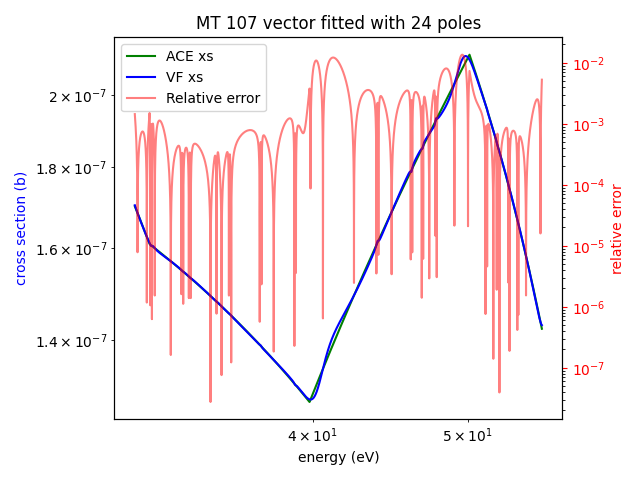 MT 107 vector fitted with 24 poles
ACE xs
VF xs
Relative error
cross section (b)
2 × 10⁻⁷
1.8 × 10⁻⁷
1.6 × 10⁻⁷
1.4 × 10⁻⁷
10⁻²
10⁻³
10⁻⁴
10⁻⁵
10⁻⁶
10⁻⁷
relative error
4 × 10¹
5 × 10¹
energy (eV)